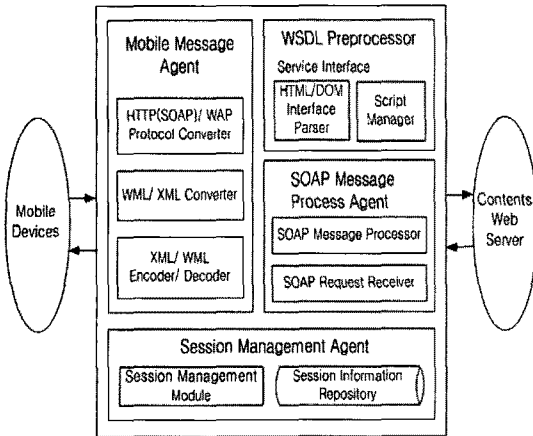 Mobile Message
Agent
HTTP(SOAP)/ WAP
Protocol Converter
WML/ XML Converter
XML/ WML
Encoder/ Decoder
WSDL Preprocessor
Service Interface
HTML/DOM
Interface
Parser
Script
Manager
SOAP Message
Process Agent
SOAP Message Processor
SOAP Request Receiver
Mobile
Devices
Contents
Web
Server
Session Management Agent
Session Management
Module
Session Information
Repository